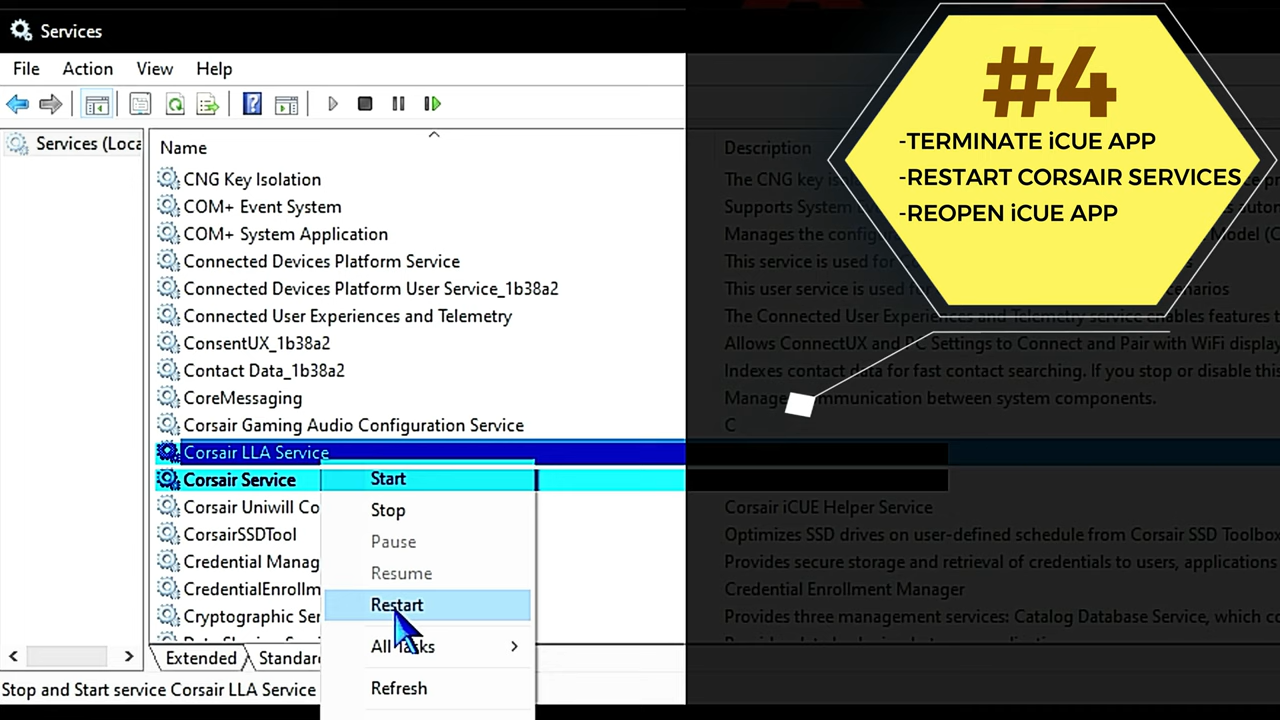 Services
#4
File Action View Help
-TERMINATE iCUE APP
-RESTART CORSAIR SERVICES
-REOPEN iCUE APP
Services (Loca
Name
Description
CNG Key Isolation
The CNG key
COM+ Event System
Supports System
COM+ System Application
Manages the
Model (C
Connected Devices Platform Service
This service is used
Connected Devices Platform User Service_1b38a2
This user service is used
Connected User Experiences and Telemetry
The Connected User Experiences and Telemetry service enables features t
ConsentUX_1b38a2
Allows ConnectUX and PC Settings to Connect and Pair with WiFi display
Contact Data_1b38a2
Indexes contact data for fast contact searching. If you stop or disable this
CoreMessaging
communication between system components.
Corsair Gaming Audio Configuration Service
C
Corsair LLA Service
Corsair Service
Corsair Uniwill Co
Corsair iCUE Helper Service
CorsairSSDTool
Optimizes SSD drives on user-defined schedule from Corsair SSD Toolbox
Credential Manag
Provides secure storage and retrieval of credentials to users, applications
CredentialEnrollm
Credential Enrollment Manager
Cryptographic Ser
Provides three management services: Catalog Database Service, which co
Start
Stop
Pause
Resume
Restart
All Tasks
Refresh
Extended Standar
Stop and Start service Corsair LLA Service